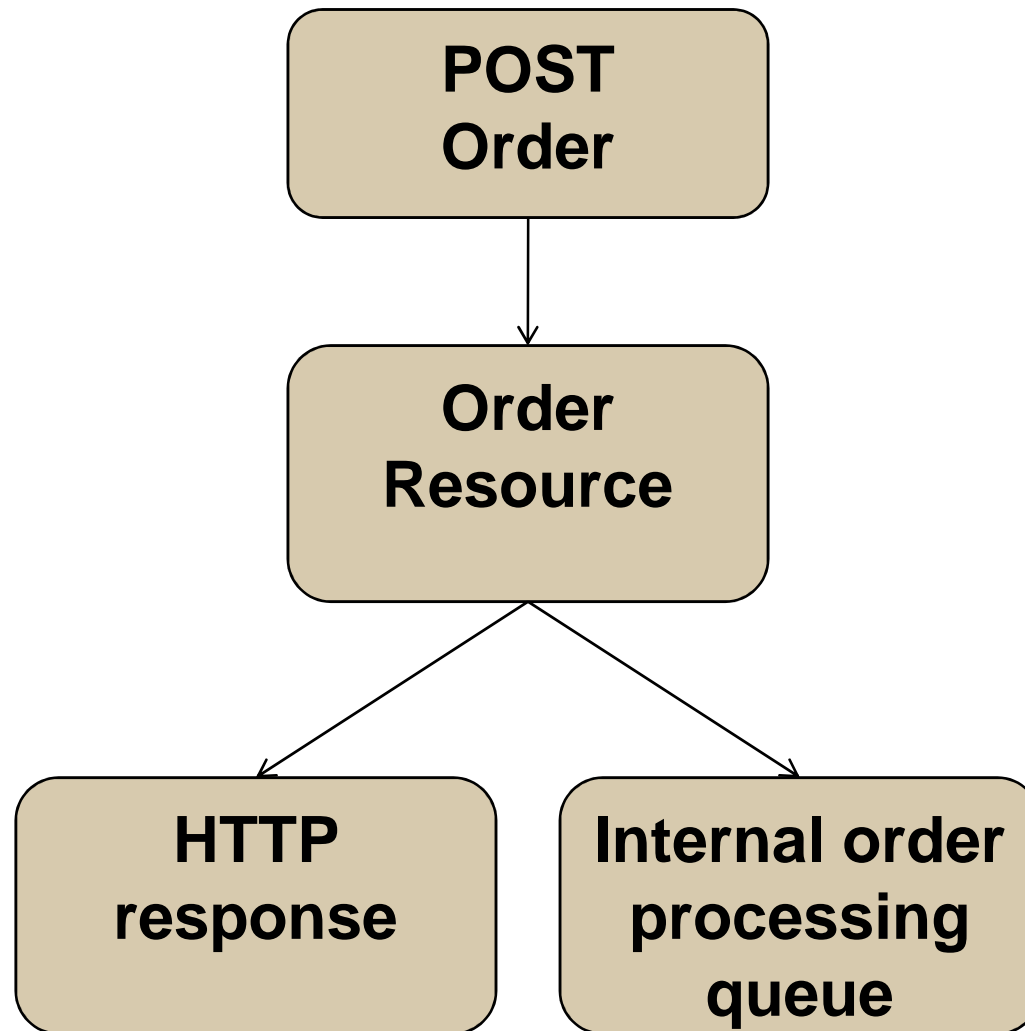 POST
Order
Order
Resource
HTTP
response
Internal order
processing
queue